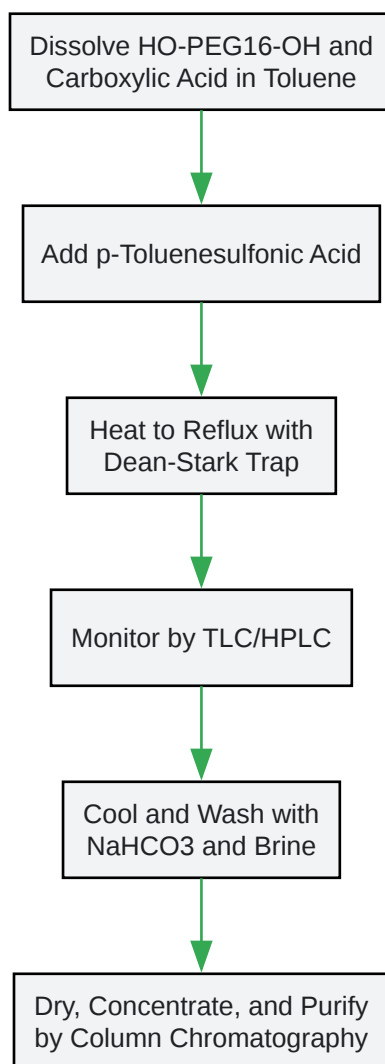 Dissolve HO-PEG16-OH and
Carboxylic Acid in Toluene
Add p-Toluenesulfonic Acid
Heat to Reflux with
Dean-Stark Trap
Monitor by TLC/HPLC
Cool and Wash with
NaHCO3 and Brine
Dry, Concentrate, and Purify
by Column Chromatography